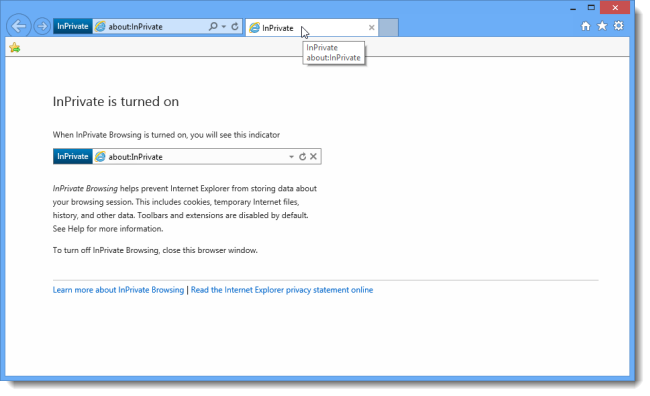 InPrivate about:InPrivate
InPrivate
InPrivate
about:InPrivate
InPrivate is turned on
When InPrivate Browsing is turned on, you will see this indicator
InPrivate about:InPrivate
InPrivate Browsing helps prevent Internet Explorer from storing data about
your browsing session. This includes cookies, temporary Internet files,
history, and other data. Toolbars and extensions are disabled by default.
See Help for more information.
To turn off InPrivate Browsing, close this browser window.
Learn more about InPrivate Browsing | Read the Internet Explorer privacy statement online